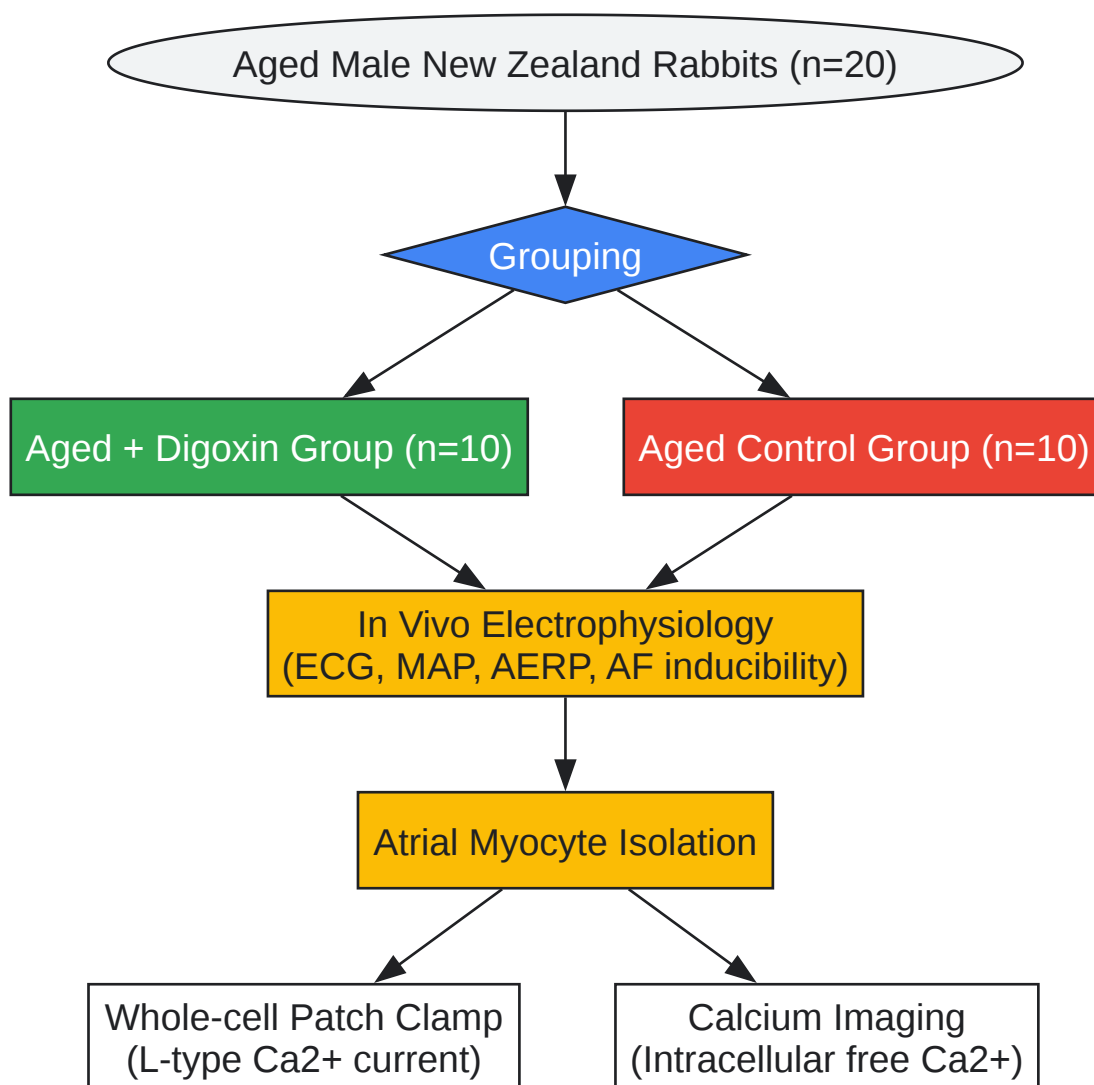 Aged Male New Zealand Rabbits (n=20)
Grouping
Aged + Digoxin Group (n=10)
Aged Control Group (n=10)
In Vivo Electrophysiology
(ECG, MAP, AERP, AF inducibility)
Atrial Myocyte Isolation
Whole-cell Patch Clamp
(L-type Ca2+ current)
Calcium Imaging
(Intracellular free Ca2+)